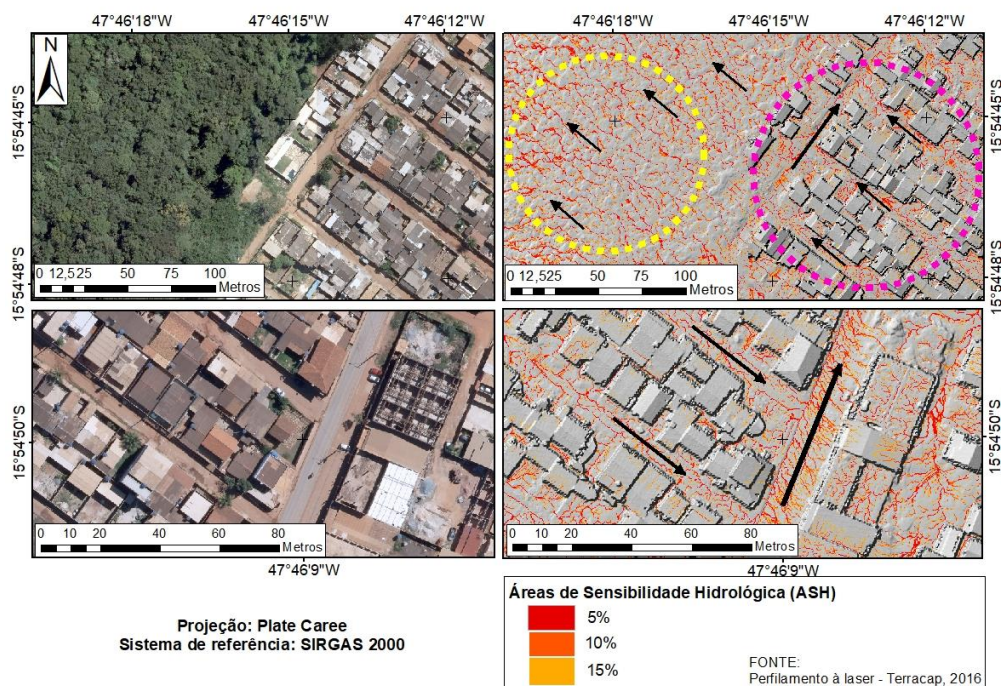 47°46'18"W 47°46'15"W 47°46'12"W
47°46'18"W 47°46'15"W 47°46'12"W
N
15°54'45"S
15°54'45"S
15°54'48"S
15°54'48"S
0 12,525 50 75 100
Metros
0 12,525 50 75 100
Metros
15°54'50"S
15°54'50"S
0 10 20 40 60 80
Metros
0 10 20 40 60 80
Metros
47°46'9"W
47°46'9"W
Projeção: Plate Caree
Sistema de referência: SIRGAS 2000
Áreas de Sensibilidade Hidrológica (ASH)
5%
10%
15%
FONTE:
Perfilamento à laser - Terracap, 2016